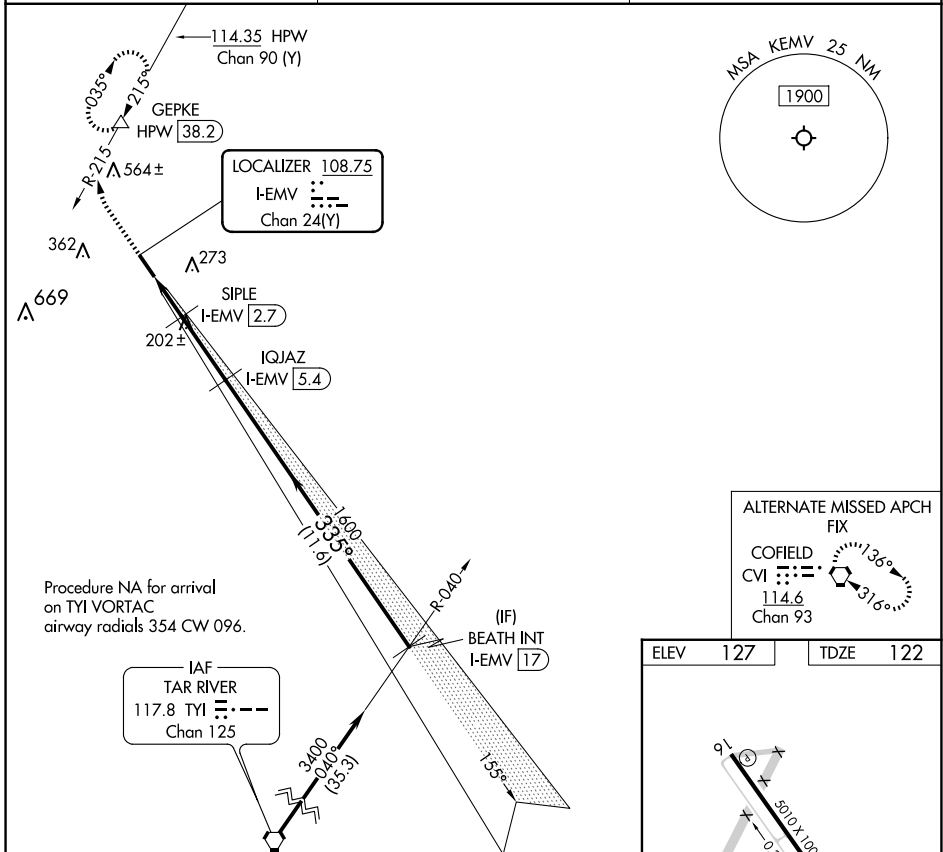 114.35 HPW
Chan 90 (Y)
035°
215°
GEPKE
HPW 38.2
R-215
564 ±
LOCALIZER 108.75
I-EMV
Chan 24(Y)
MSA KEMV 25 NM
1900
362
273
669
SIPLE
I-EMV 2.7
202 ±
IQJAZ
I-EMV 5.4
1600
335°
(11.6)
R-040
(IF)
BEATH INT
I-EMV 17
155°
Procedure NA for arrival
on TYI VORTAC
airway radials 354 CW 096.
IAF
TAR RIVER
117.8 TYI
Chan 125
3400
040°
(35.3)
ALTERNATE MISSED APCH
FIX
COFIELD
CVI
114.6
Chan 93
136°
316°
ELEV 127
TDZE 122
16
P
5010 X 100